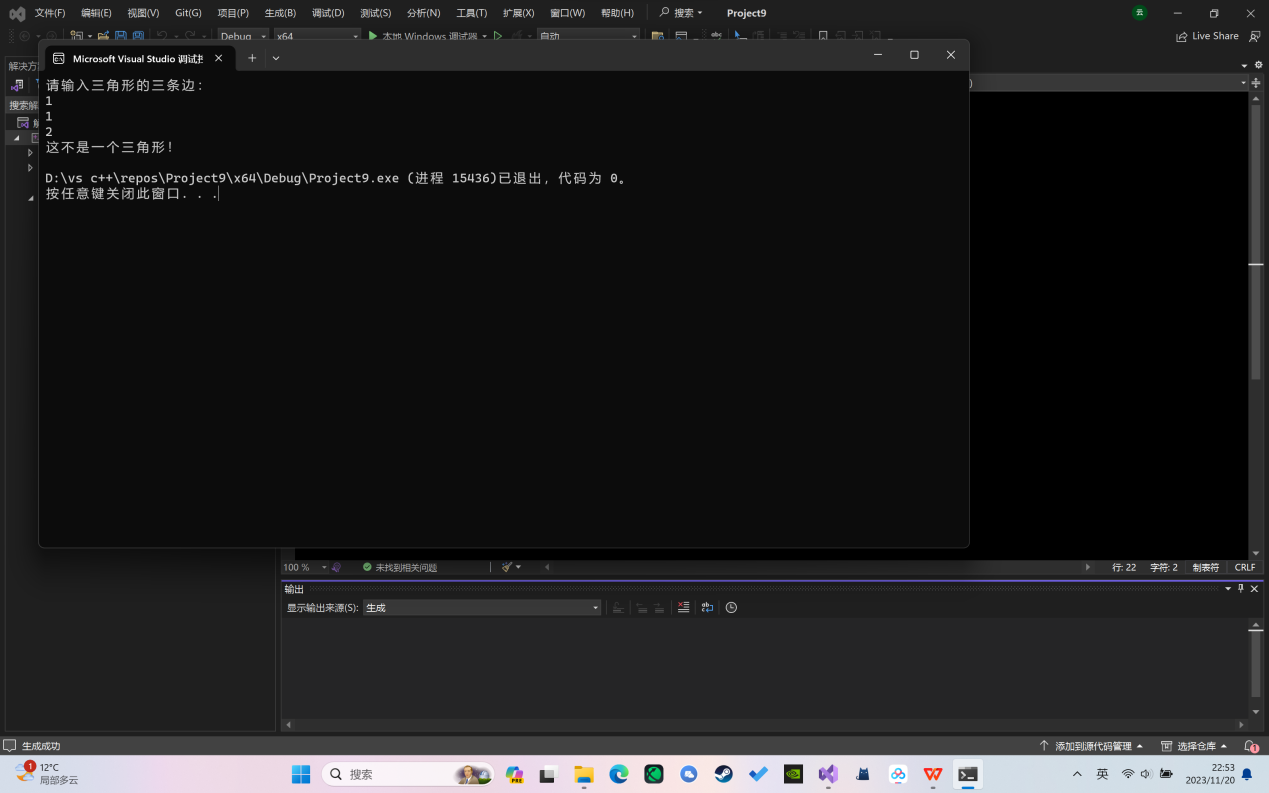 文件(F) 编辑(E) 视图(V) Git(G) 项目(P) 生成(B) 调试(D) 测试(S) 分析(N) 工具(T) 扩展(X) 窗口(W) 帮助(H) 搜索 Project9 云
Debug x64 本地 Windows 调试器 自动 Live Share
Microsoft Visual Studio 调试
解决方
搜索解
请输入三角形的三条边:
1
1
2
这不是一个三角形!
D:\vs c++\repos\Project9\x64\Debug\Project9.exe (进程 15436)已退出，代码为 0。
按任意键关闭此窗口. . .
100 % 未找到相关问题 行: 22 字符: 2 制表符 CRLF
输出
显示输出来源(S): 生成
生成成功 添加到源代码管理 选择仓库 1
1 12°C
局部多云
搜索 PRE 英
22:53
2023/11/20